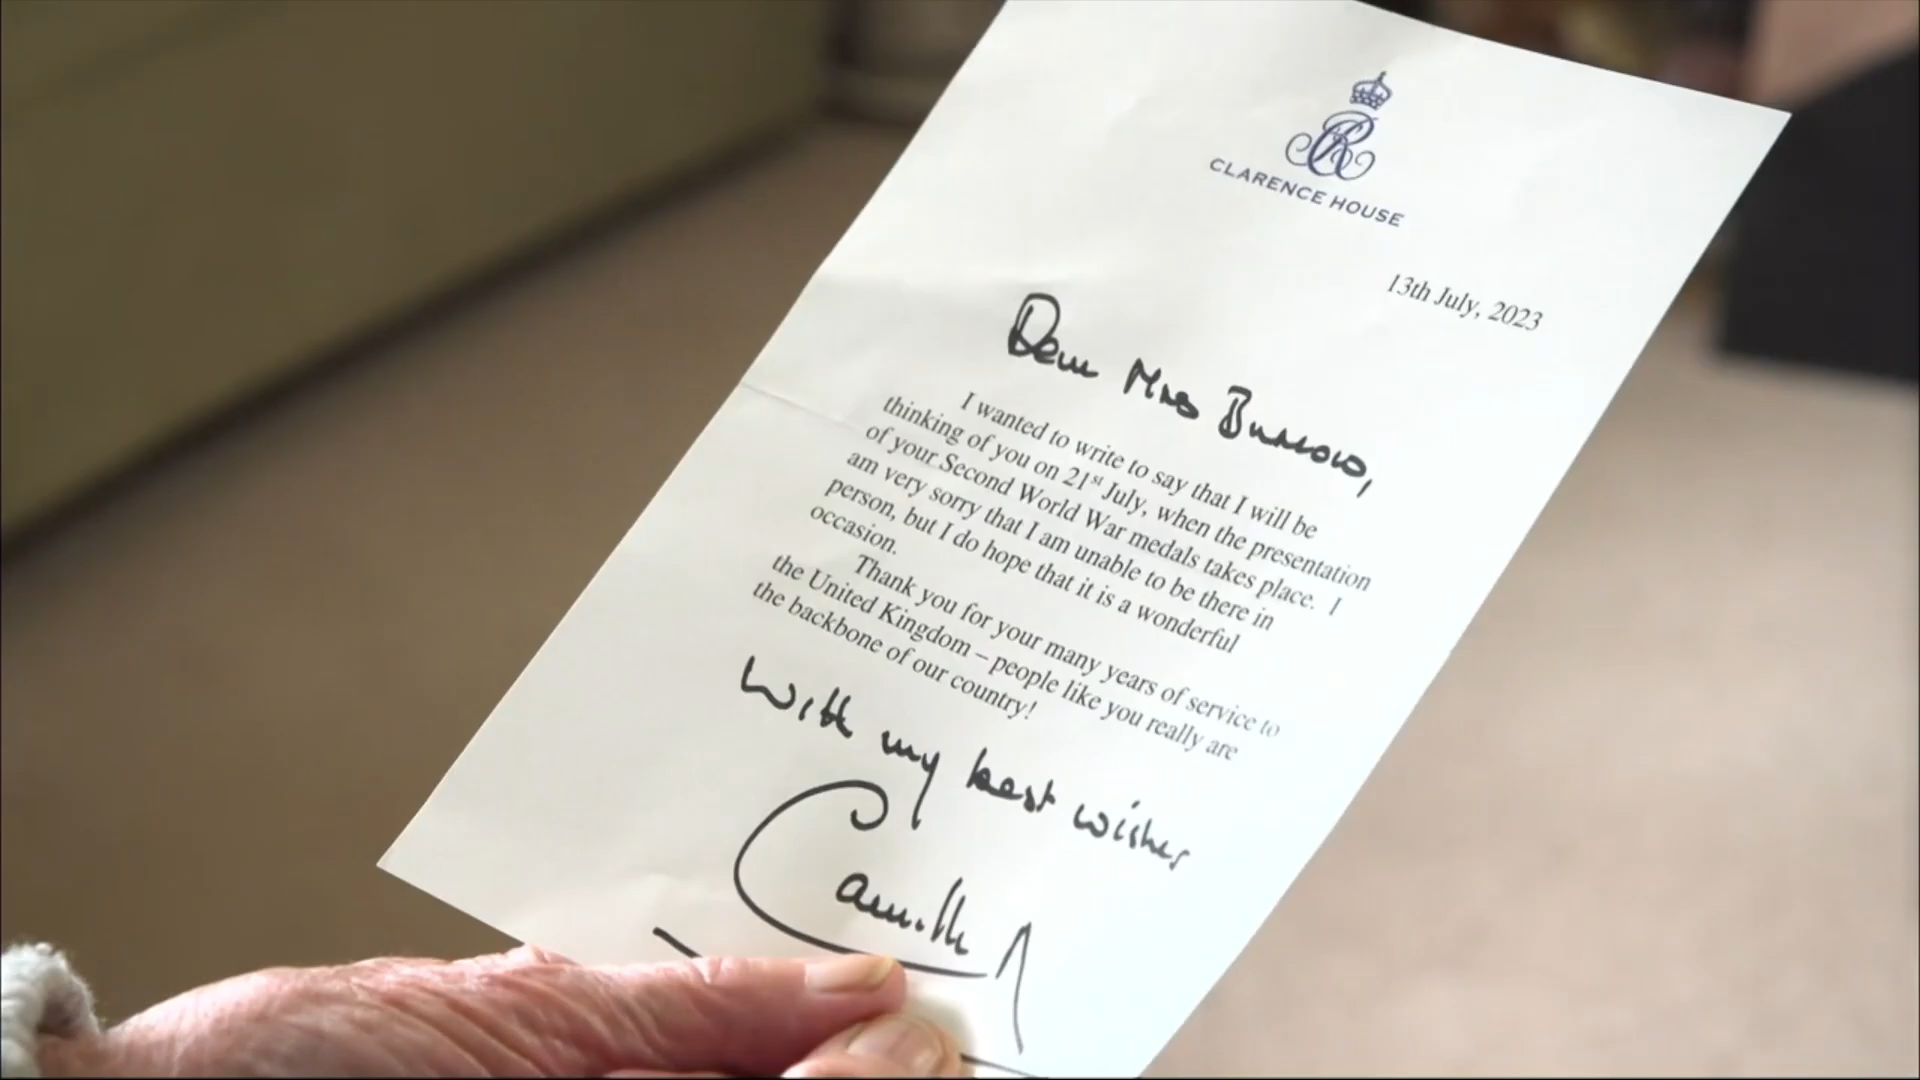 CLARENCE HOUSE
13th July, 2023
Dear Mrs Burrow,
I wanted to write to say that I will be
thinking of you on 21st July, when the presentation
of your Second World War medals takes place. I
am very sorry that I am unable to be there in
person, but I do hope that it is a wonderful
occasion.
Thank you for your many years of service to
the United Kingdom – people like you really are
the backbone of our country!
With my best wishes
Camilla R